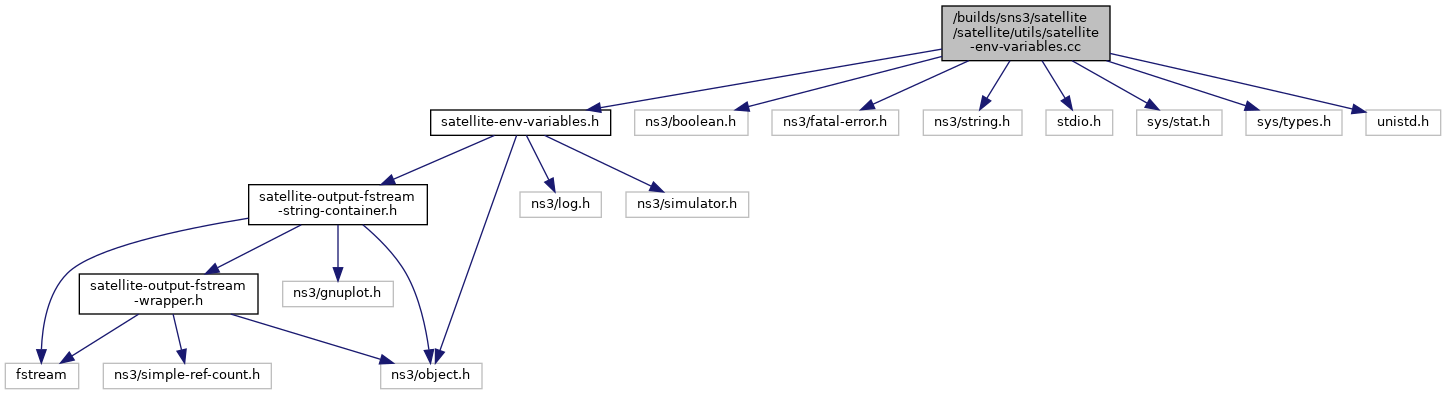 /builds/sns3/satellite
/satellite/utils/satellite
-env-variables.cc
satellite-env-variables.h
ns3/boolean.h
ns3/fatal-error.h
ns3/string.h
stdio.h
sys/stat.h
sys/types.h
unistd.h
satellite-output-fstream
-string-container.h
ns3/log.h
ns3/simulator.h
satellite-output-fstream
-wrapper.h
ns3/gnuplot.h
fstream
ns3/simple-ref-count.h
ns3/object.h